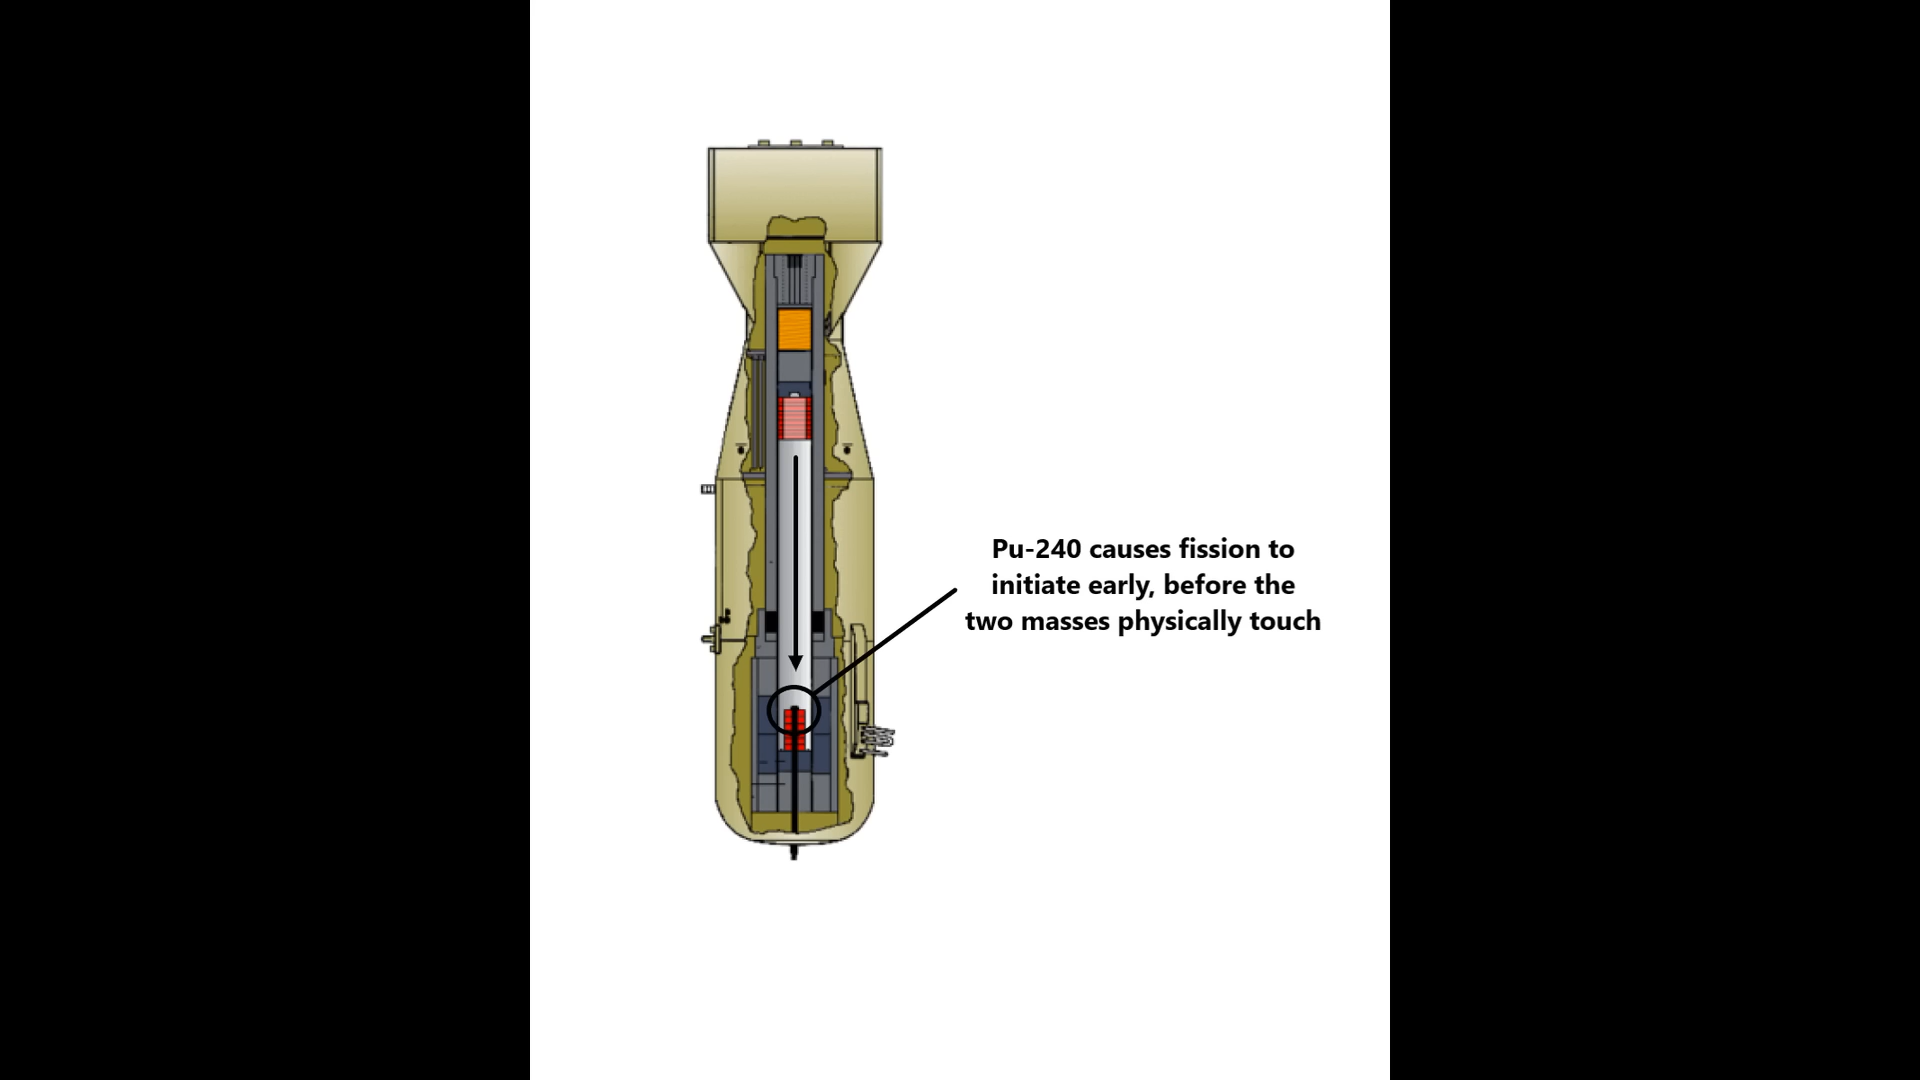 Pu-240 causes fission to
initiate early, before the
two masses physically touch